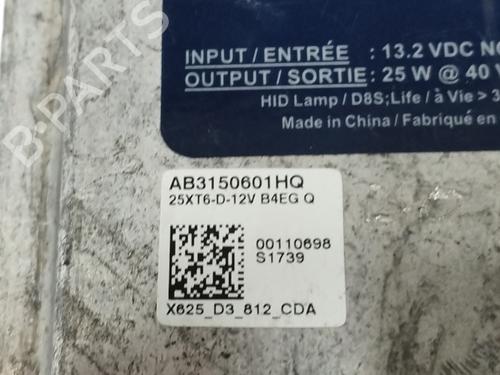 INPUT / ENTRÉE : 13.2 VDC
OUTPUT / SORTIE: 25 W @ 40
HID Lamp / D8S;Life / à Vie > 3
Made in China / Fabriqué en
AB3150601HQ
25XT6-D-12V B4EG Q
00110698
S1739
X625_D3_812_CDA